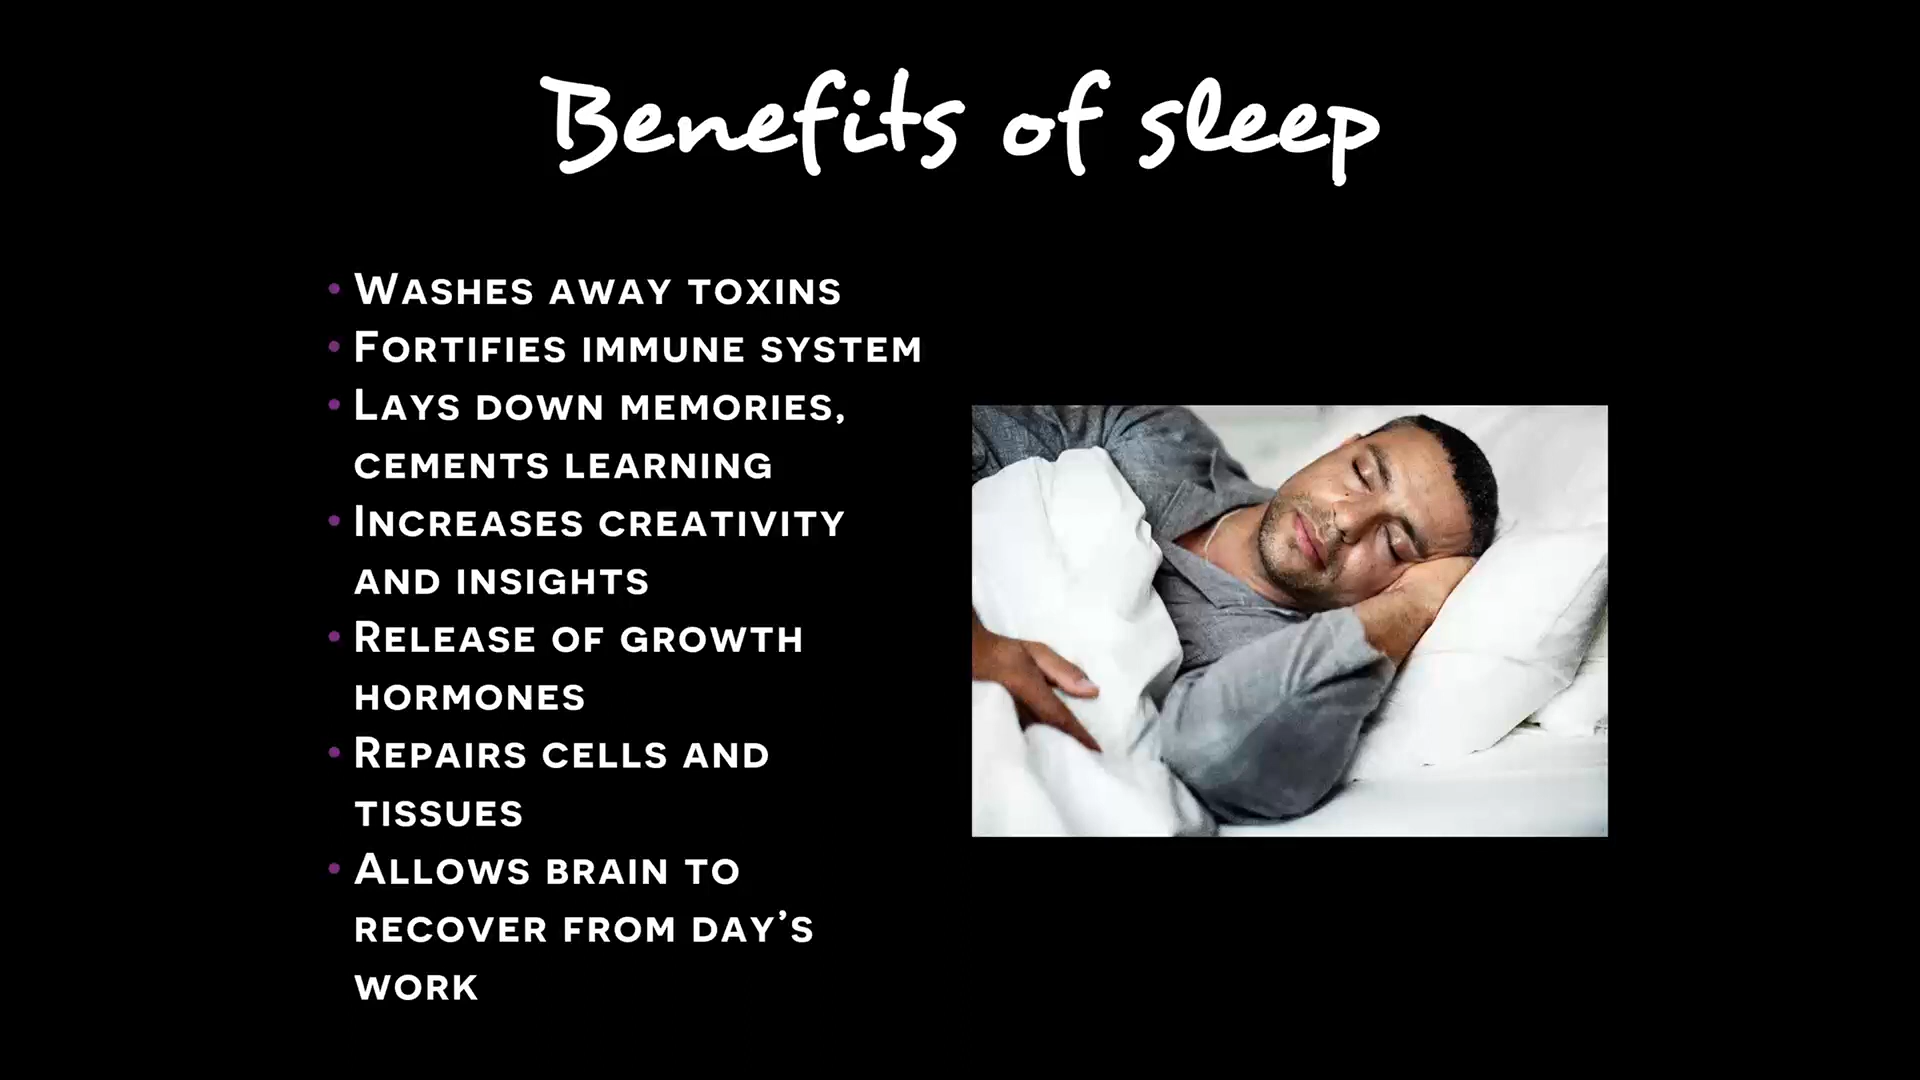 Benefits of sleep
• Washes away toxins
• Fortifies immune system
• Lays down memories,
cements learning
• Increases creativity
and insights
• Release of growth
hormones
• Repairs cells and
tissues
• Allows brain to
recover from day’s
work